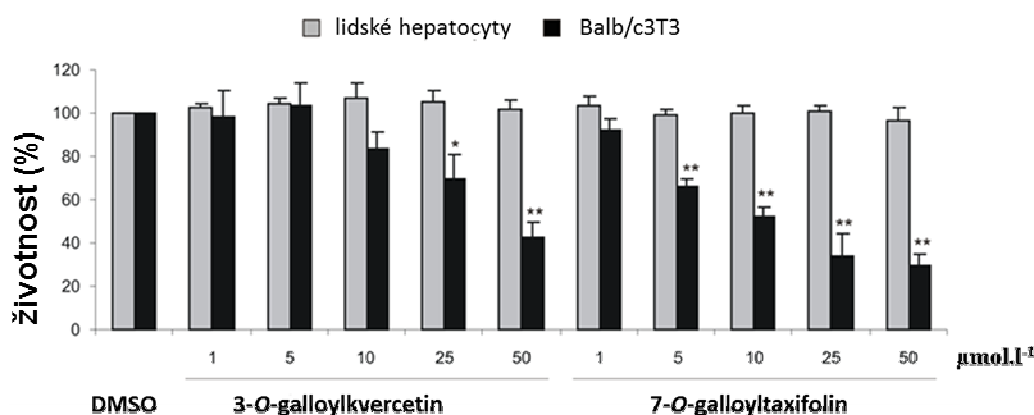 lidské hepatocyty Balb/c3T3
životnost (%)
120
100
80
60
40
20
0
* ** ** ** ** **
1 5 10 25 50 1 5 10 25 50 µmol.l⁻¹
DMSO 3-O-galloylkvercetin 7-O-galloyltaxifolin